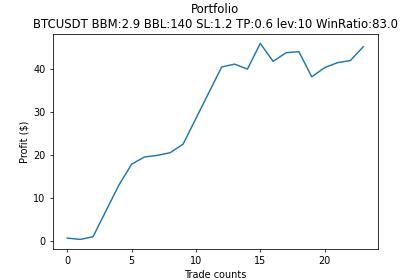 Portfolio
BTCUSDT BBM:2.9 BBL:140 SL:1.2 TP:0.6 lev:10 WinRatio:83.0
Profit ($)
40
30
20
10
0
0 5 10 15 20
Trade counts